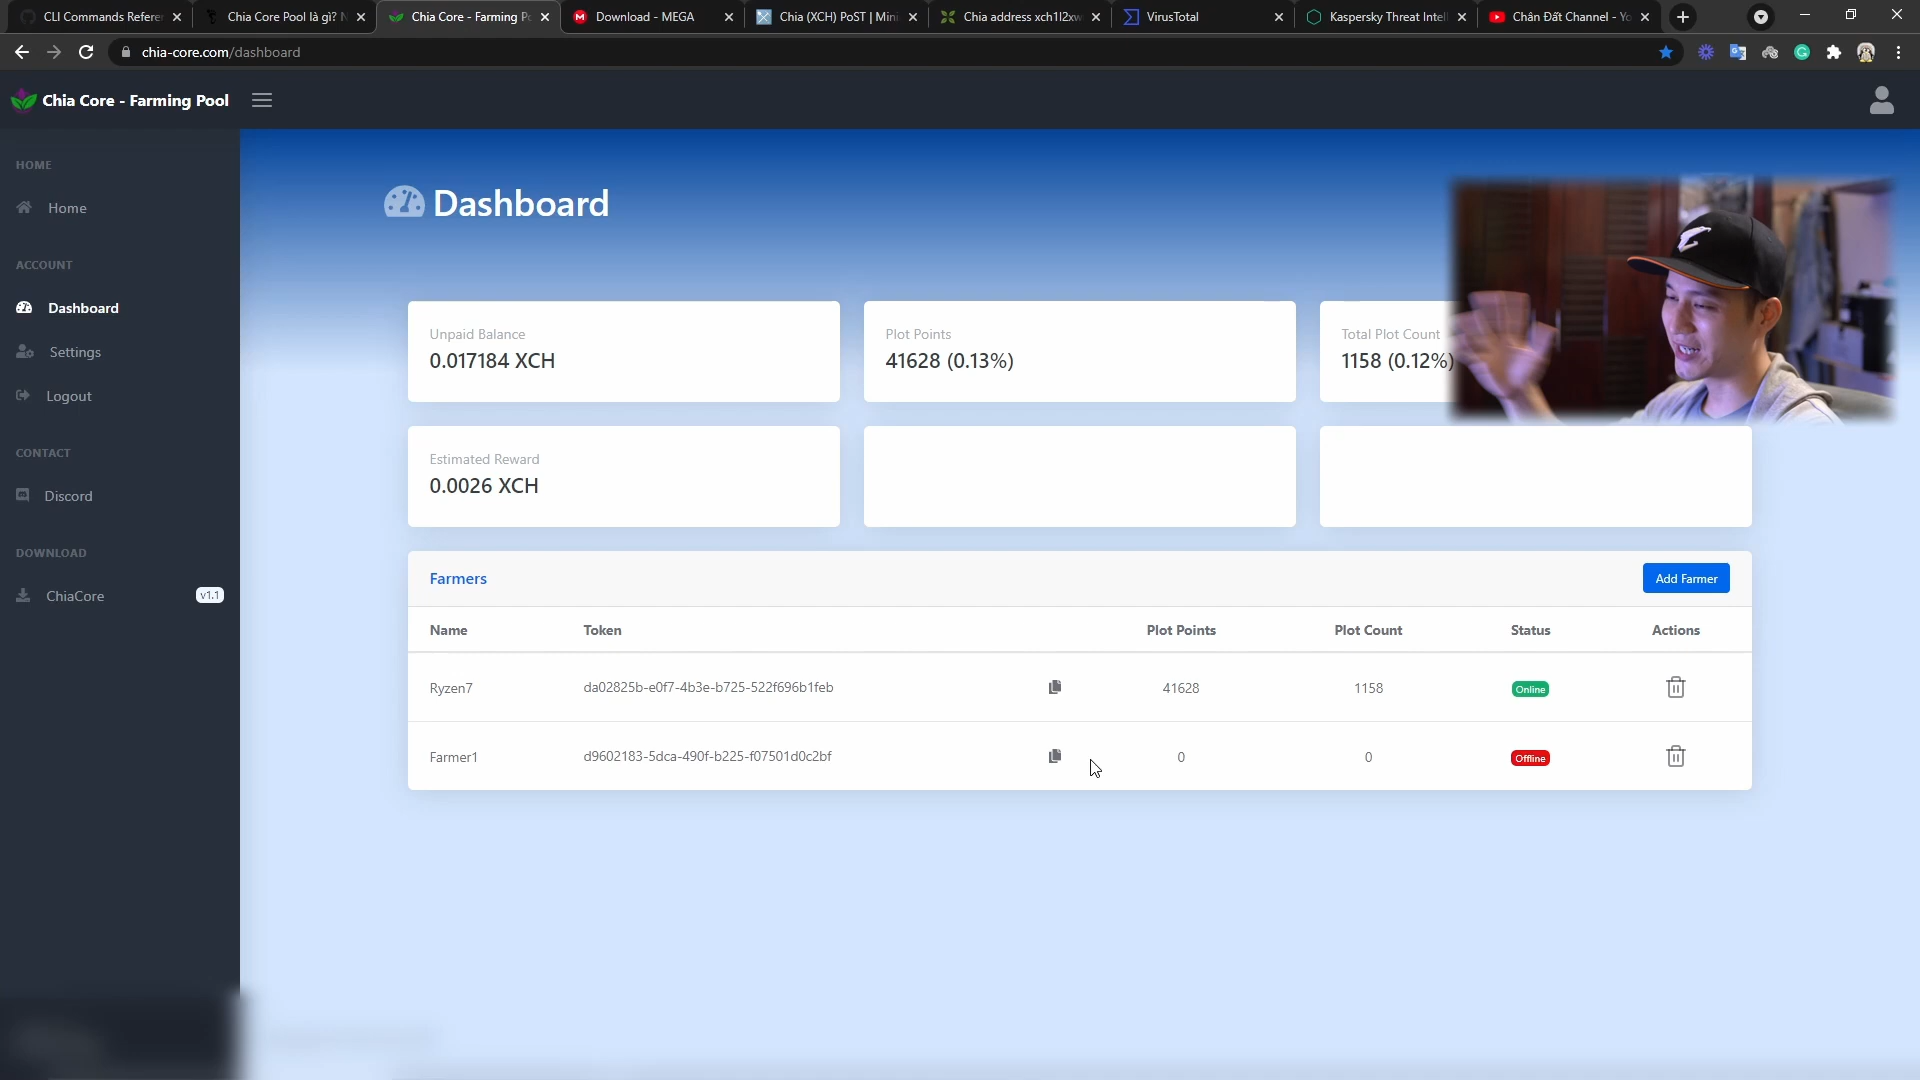 CLI Commands Referen
Chia Core Pool là gì? N
Chia Core - Farming Po
Download - MEGA
Chia (XCH) PoST | Mini
Chia address xch1l2xw
VirusTotal
Kaspersky Threat Intell
Chân Đất Channel - Yo
chia-core.com/dashboard
Chia Core - Farming Pool
HOME
Home
ACCOUNT
Dashboard
Settings
Logout
CONTACT
Discord
DOWNLOAD
ChiaCore
v1.1
Dashboard
Unpaid Balance
0.017184 XCH
Plot Points
41628 (0.13%)
Total Plot Count
1158 (0.12%)
Estimated Reward
0.0026 XCH
Farmers
Add Farmer
Name Token Plot Points Plot Count Status Actions
Ryzen7 da02825b-e0f7-4b3e-b725-522f696b1feb 41628 1158 Online
Farmer1 d9602183-5dca-490f-b225-f07501d0c2bf 0 0 Offline